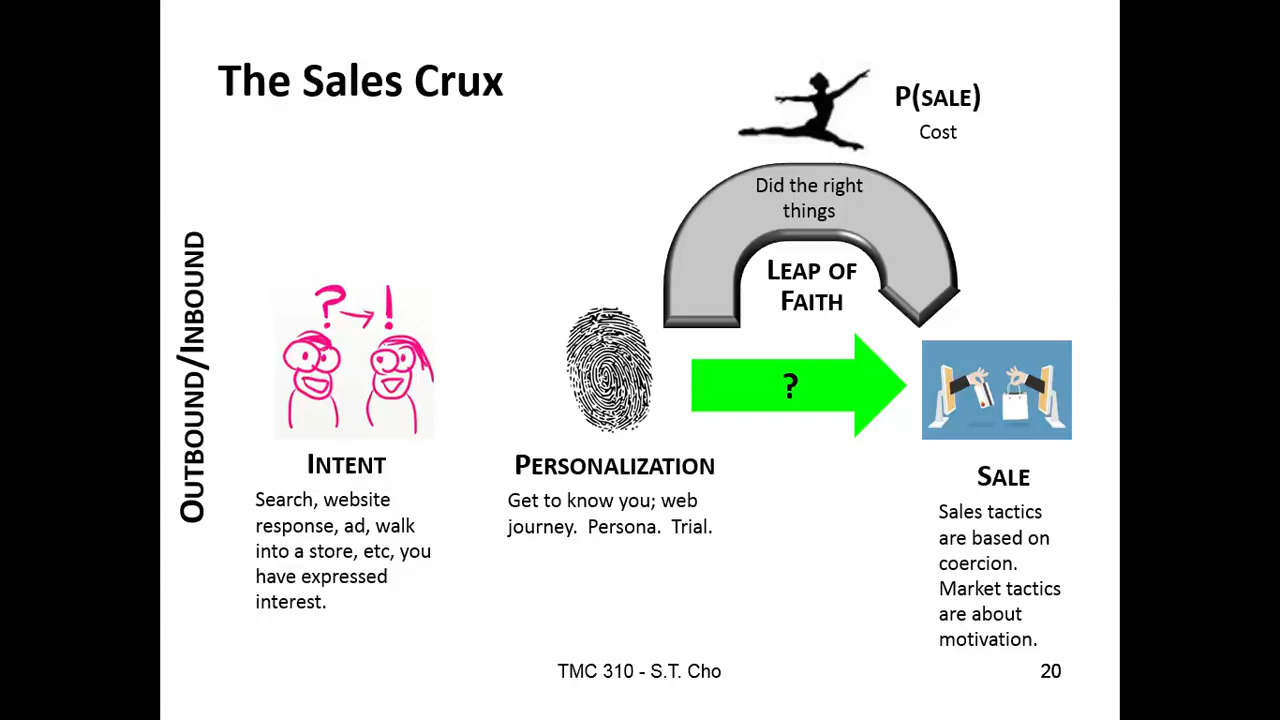 The Sales Crux
P(SALE)
Cost
Did the right
things
LEAP OF
FAITH
OUTBOUND/INBOUND
? !
?
INTENT
Search, website
response, ad, walk
into a store, etc, you
have expressed
interest.
PERSONALIZATION
Get to know you; web
journey. Persona. Trial.
SALE
Sales tactics
are based on
coercion.
Market tactics
are about
motivation.
TMC 310 - S.T. Cho
20